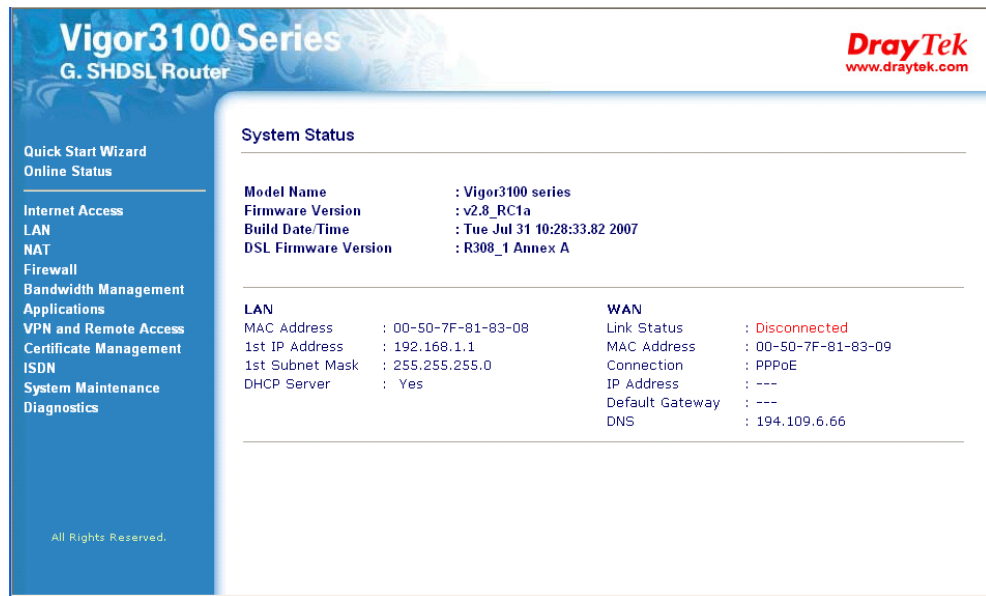 Vigor3100 Series
G. SHDSL Router
DrayTek
www.draytek.com
Quick Start Wizard
Online Status
Internet Access
LAN
NAT
Firewall
Bandwidth Management
Applications
VPN and Remote Access
Certificate Management
ISDN
System Maintenance
Diagnostics
All Rights Reserved.
System Status
Model Name : Vigor3100 series
Firmware Version : v2.8_RC1a
Build Date/Time : Tue Jul 31 10:28:33.82 2007
DSL Firmware Version : R308_1 Annex A
LAN
MAC Address : 00-50-7F-81-83-08
1st IP Address : 192.168.1.1
1st Subnet Mask : 255.255.255.0
DHCP Server : Yes
WAN
Link Status : Disconnected
MAC Address : 00-50-7F-81-83-09
Connection : PPPoE
IP Address : ---
Default Gateway : ---
DNS : 194.109.6.66